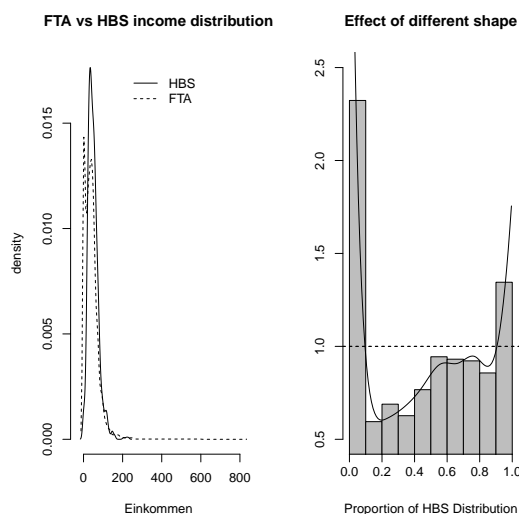 FTA vs HBS income distribution
HBS
FTA
density
0.000
0.005
0.010
0.015
0
200
400
600
800
Einkommen
Effect of different shape
0.5
1.0
1.5
2.0
2.5
0.0
0.2
0.4
0.6
0.8
1.0
Proportion of HBS Distribution